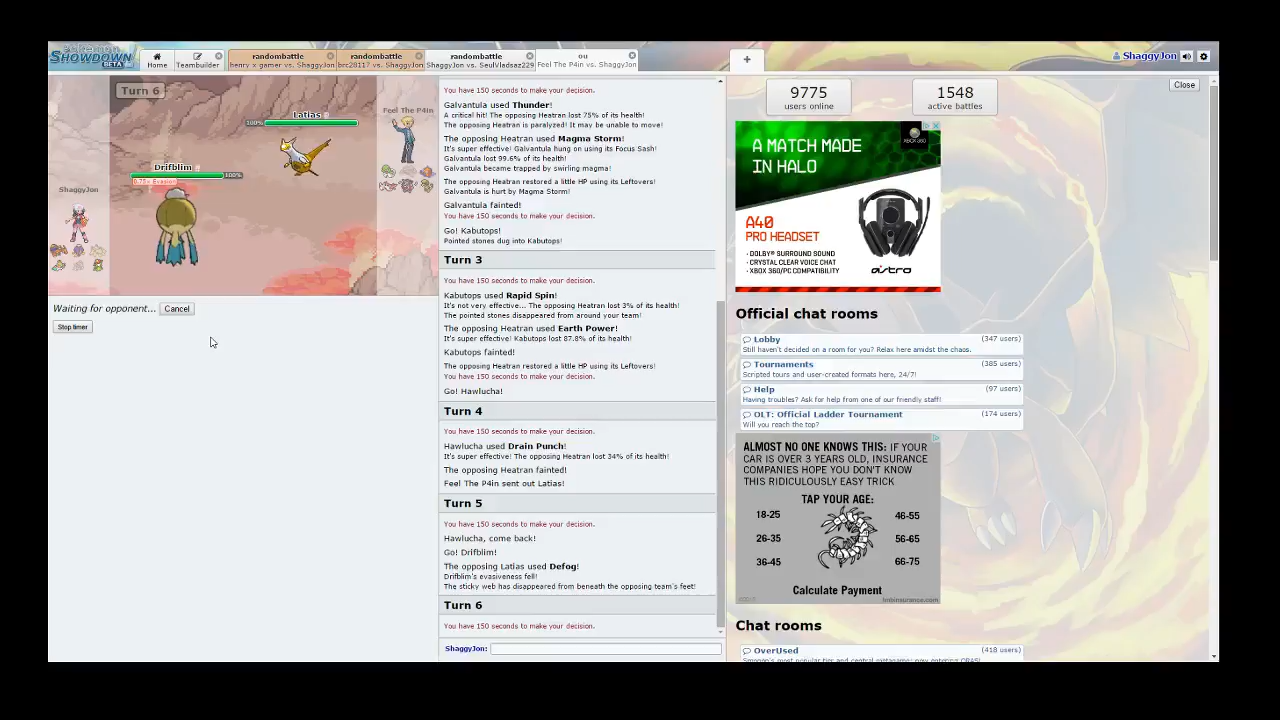 POKÉMON
SHOWDOWN
BETA
Home
Teambuilder
randombattle
henry x gamer vs. ShaggyJon
randombattle
brc28117 vs. ShaggyJon
randombattle
ShaggyJon vs. SeulVladsaz229
ou
Feel The P4in vs. ShaggyJon
+
ShaggyJon
Turn 6
Latias
100%
Feel The P4in
Drifblim
100%
0.75× Evasion
ShaggyJon
Waiting for opponent... Cancel
Stop timer
You have 150 seconds to make your decision.
Galvantula used Thunder!
A critical hit! The opposing Heatran lost 75% of its health!
The opposing Heatran is paralyzed! It may be unable to move!
The opposing Heatran used Magma Storm!
It's super effective! Galvantula hung on using its Focus Sash!
Galvantula lost 99.6% of its health!
Galvantula became trapped by swirling magma!
The opposing Heatran restored a little HP using its Leftovers!
Galvantula is hurt by Magma Storm!
Galvantula fainted!
You have 150 seconds to make your decision.
Go! Kabutops!
Pointed stones dug into Kabutops!
Turn 3
You have 150 seconds to make your decision.
Kabutops used Rapid Spin!
It's not very effective... The opposing Heatran lost 3% of its health!
The pointed stones disappeared from around your team!
The opposing Heatran used Earth Power!
It's super effective! Kabutops lost 87.8% of its health!
Kabutops fainted!
The opposing Heatran restored a little HP using its Leftovers!
You have 150 seconds to make your decision.
Go! Hawlucha!
Turn 4
You have 150 seconds to make your decision.
Hawlucha used Drain Punch!
It's super effective! The opposing Heatran lost 34% of its health!
The opposing Heatran fainted!
Feel The P4in sent out Latias!
Turn 5
You have 150 seconds to make your decision.
Hawlucha, come back!
Go! Drifblim!
The opposing Latias used Defog!
Drifblim's evasiveness fell!
The sticky web has disappeared from beneath the opposing team's feet!
Turn 6
You have 150 seconds to make your decision.
ShaggyJon:
9775
users online
1548
active battles
Close
A MATCH MADE
IN HALO
XBOX 360
A40
PRO HEADSET
· DOLBY® SURROUND SOUND
· CRYSTAL CLEAR VOICE CHAT
· XBOX 360/PC COMPATIBILITY
ASTRO
Official chat rooms
Lobby (347 users)
Still haven't decided on a room for you? Relax here amidst the chaos.
Tournaments (385 users)
Scripted tours and user-created formats here, 24/7!
Help (97 users)
Having troubles? Ask for help from one of our friendly staff!
OLT: Official Ladder Tournament (174 users)
Will you reach the top?
ALMOST NO ONE KNOWS THIS: IF YOUR
CAR IS OVER 3 YEARS OLD, INSURANCE
COMPANIES HOPE YOU DON'T KNOW
THIS RIDICULOUSLY EASY TRICK
TAP YOUR AGE:
18-25 46-55
26-35 56-65
36-45 66-75
Calculate Payment
Chat rooms
OverUsed (418 users)